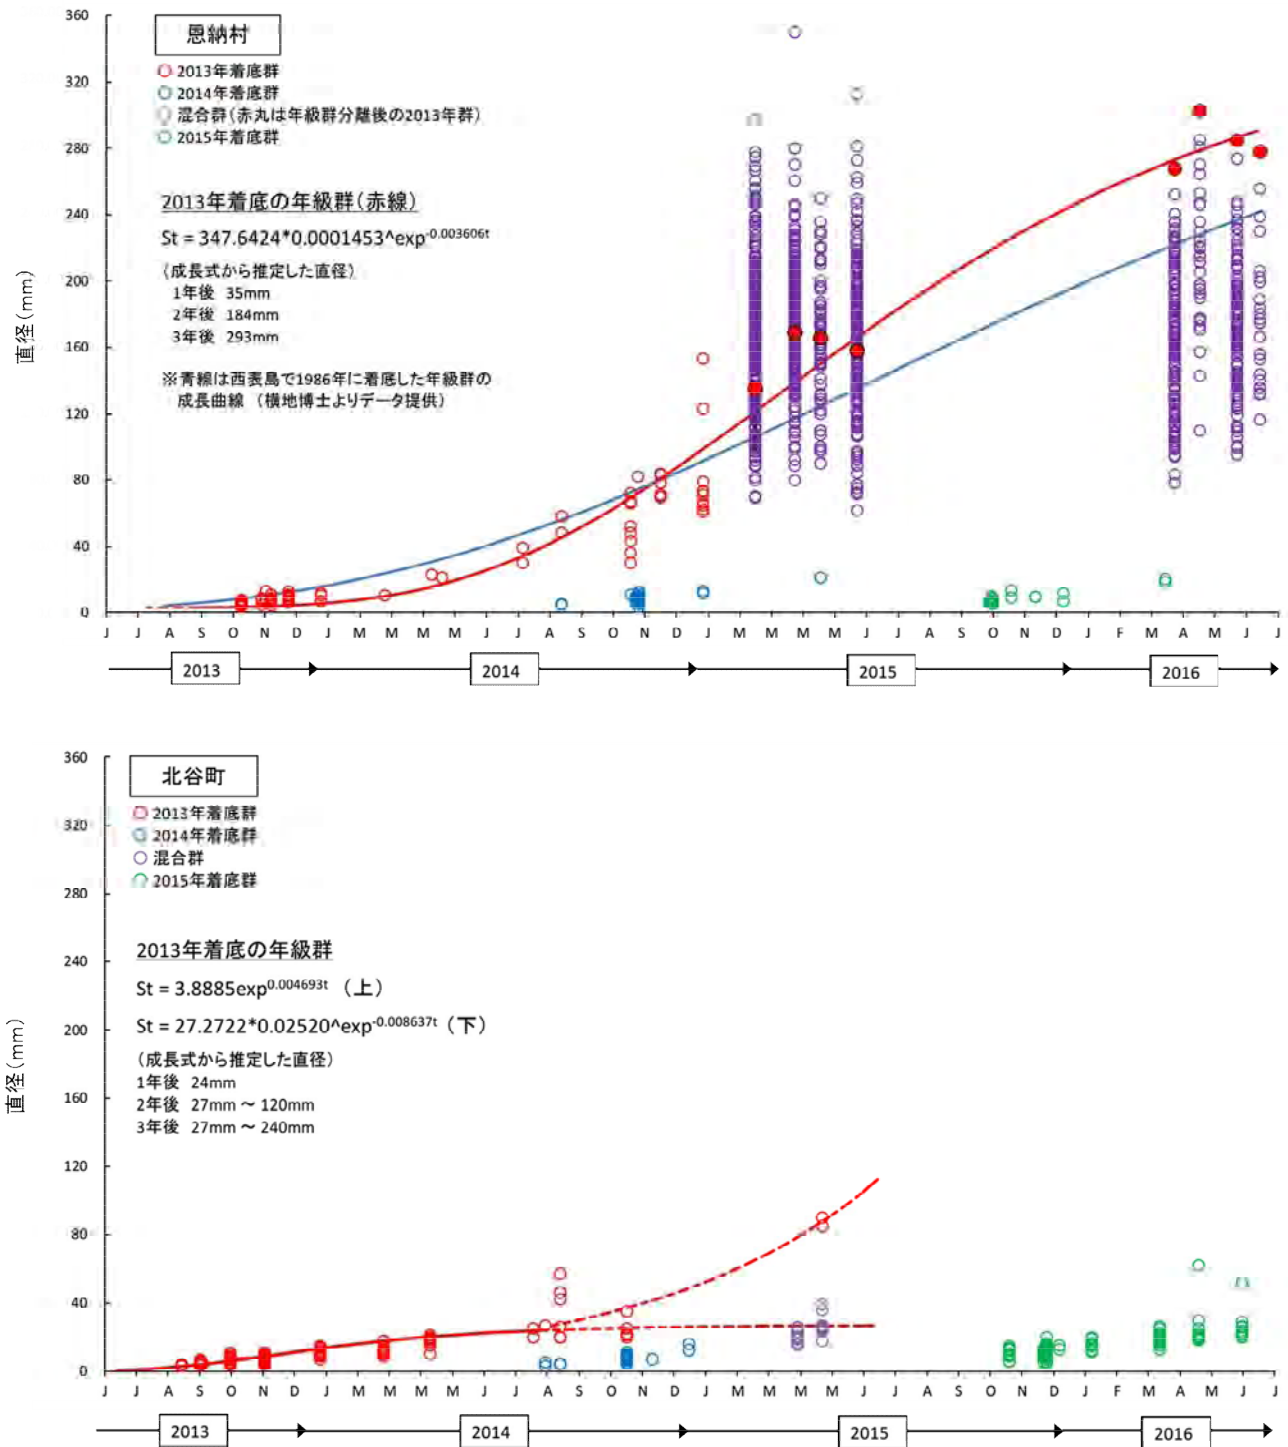 恩納村
2013年着底群
2014年着底群
混合群(赤丸は年級群分離後の2013年群)
2015年着底群
2013年着底の年級群(赤線)
St = 347.6424*0.0001453^exp-0.003606t
(成長式から推定した直径)
1年後 35mm
2年後 184mm
3年後 293mm
※青線は西表島で1986年に着底した年級群の
成長曲線 (横地博士よりデータ提供)
直径(mm)
360
320
280
240
200
160
120
80
40
0
J J A S O N D J F M A M J J A S O N D J M M A M J J A S O N D J F M A M J J
2013 2014 2015 2016
北谷町
2013年着底群
2014年着底群
混合群
2015年着底群
2013年着底の年級群
St = 3.8885exp0.004693t (上)
St = 27.2722*0.02520^exp-0.008637t (下)
(成長式から推定した直径)
1年後 24mm
2年後 27mm ~ 120mm
3年後 27mm ~ 240mm
直径(mm)
360
320
280
240
200
160
120
80
40
0
2013 2014 2015 2016